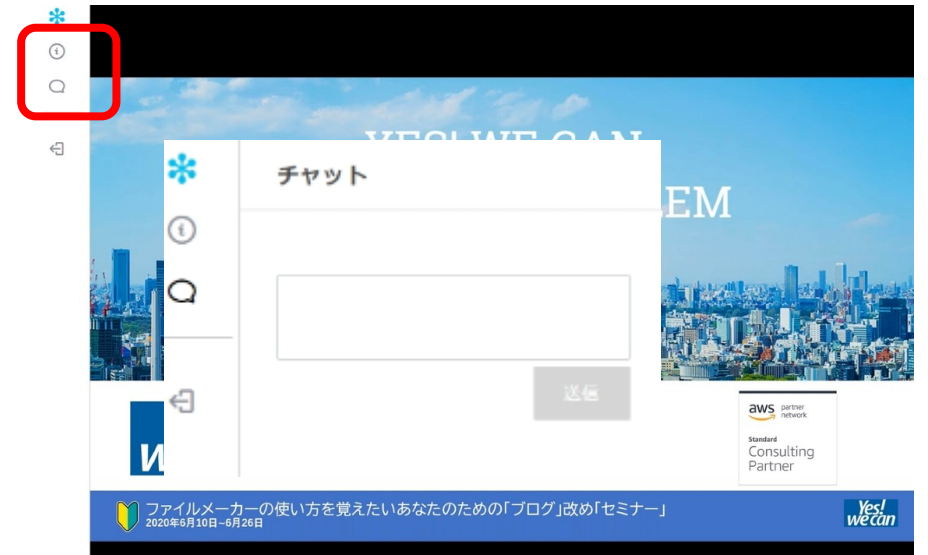 YES! WE CAN
EM
チャット
送信
aws partner network
Standard
Consulting
Partner
W
ファイルメーカーの使い方を覚えたいあなたのための「ブログ」改め「セミナー」
2020年6月10日~6月26日
Yes!
we can